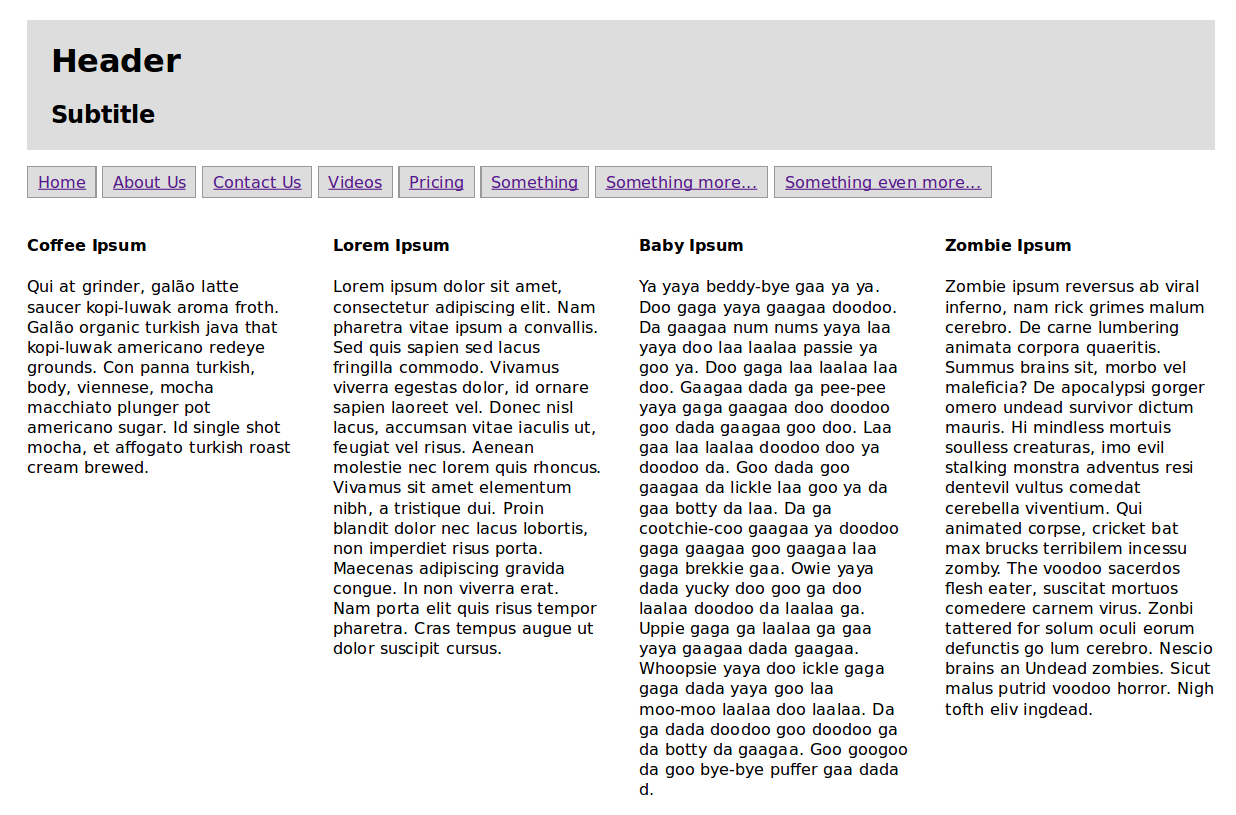 Header
Subtitle
Home About Us Contact Us Videos Pricing Something Something more... Something even more...
Coffee Ipsum
Qui at grinder, galão latte
saucer kopi-luwak aroma froth.
Galão organic turkish java that
kopi-luwak americano redeye
grounds. Con panna turkish,
body, viennese, mocha
macchiato plunger pot
americano sugar. Id single shot
mocha, et affogato turkish roast
cream brewed.
Lorem Ipsum
Lorem ipsum dolor sit amet,
consectetur adipiscing elit. Nam
pharetra vitae ipsum a convallis.
Sed quis sapien sed lacus
fringilla commodo. Vivamus
viverra egestas dolor, id ornare
sapien laoreet vel. Donec nisl
lacus, accumsan vitae iaculis ut,
feugiat vel risus. Aenean
molestie nec lorem quis rhoncus.
Vivamus sit amet elementum
nibh, a tristique dui. Proin
blandit dolor nec lacus lobortis,
non imperdiet risus porta.
Maecenas adipiscing gravida
congue. In non viverra erat.
Nam porta elit quis risus tempor
pharetra. Cras tempus augue ut
dolor suscipit cursus.
Baby Ipsum
Ya yaya beddy-bye gaa ya ya.
Doo gaga yaya gaagaa doodoo.
Da gaagaa num nums yaya laa
yaya doo laa laalaa passie ya
goo ya. Doo gaga laa laalaa laa
doo. Gaagaa dada ga pee-pee
yaya gaga gaagaa doo doodoo
goo dada gaagaa goo doo. Laa
gaa laa laalaa doodoo doo ya
doodoo da. Goo dada goo
gaagaa da lickle laa goo ya da
gaa botty da laa. Da ga
cootchie-coo gaagaa ya doodoo
gaga gaagaa goo gaagaa laa
gaga brekkie gaa. Owie yaya
dada yucky doo goo ga doo
laalaa doodoo da laalaa ga.
Uppie gaga ga laalaa ga gaa
yaya gaagaa dada gaagaa.
Whoopsie yaya doo ickle gaga
gaga dada yaya goo laa
moo-moo laalaa doo laalaa. Da
ga dada doodoo goo doodoo ga
da botty da gaagaa. Goo googoo
da goo bye-bye puffer gaa dada
d.
Zombie Ipsum
Zombie ipsum reversus ab viral
inferno, nam rick grimes malum
cerebro. De carne lumbering
animata corpora quaeritis.
Summus brains sit, morbo vel
maleficia? De apocalypsi gorger
omero undead survivor dictum
mauris. Hi mindless mortuis
soulless creaturas, imo evil
stalking monstra adventus resi
dentevil vultus comedat
cerebella viventium. Qui
animated corpse, cricket bat
max brucks terribilem incessu
zomby. The voodoo sacerdos
flesh eater, suscitat mortuos
comedere carnem virus. Zonbi
tattered for solum oculi eorum
defunctis go lum cerebro. Nescio
brains an Undead zombies. Sicut
malus putrid voodoo horror. Nigh
tofth eliv ingdead.